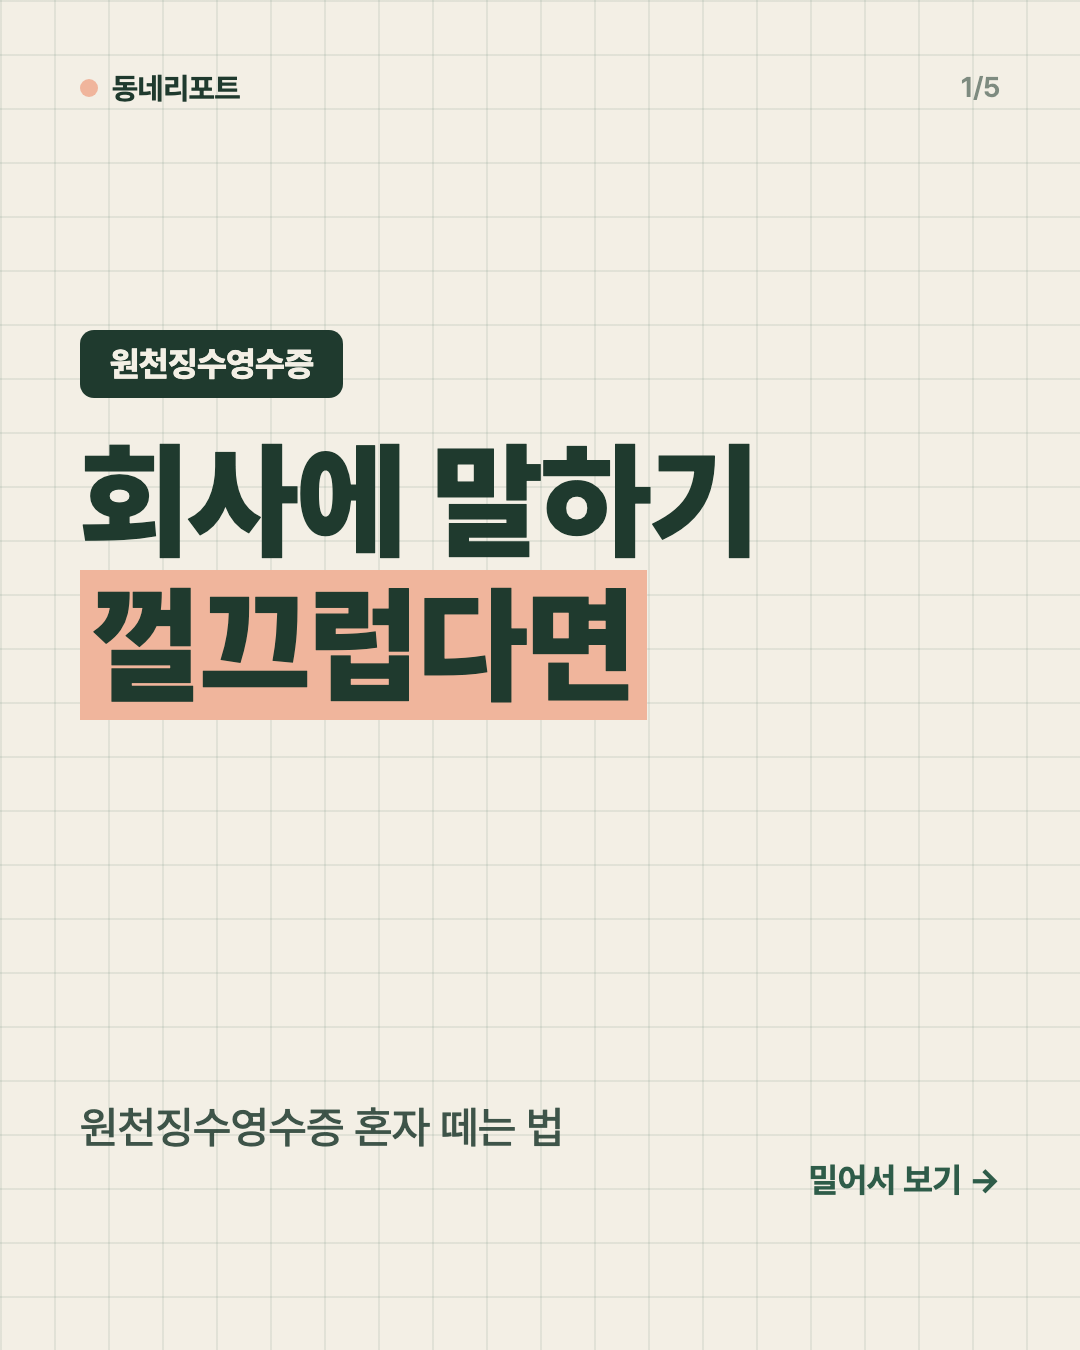 동네리포트
1/5
원천징수영수증
회사에 말하기
껄끄럽다면
원천징수영수증 혼자 떼는 법
밀어서 보기 →